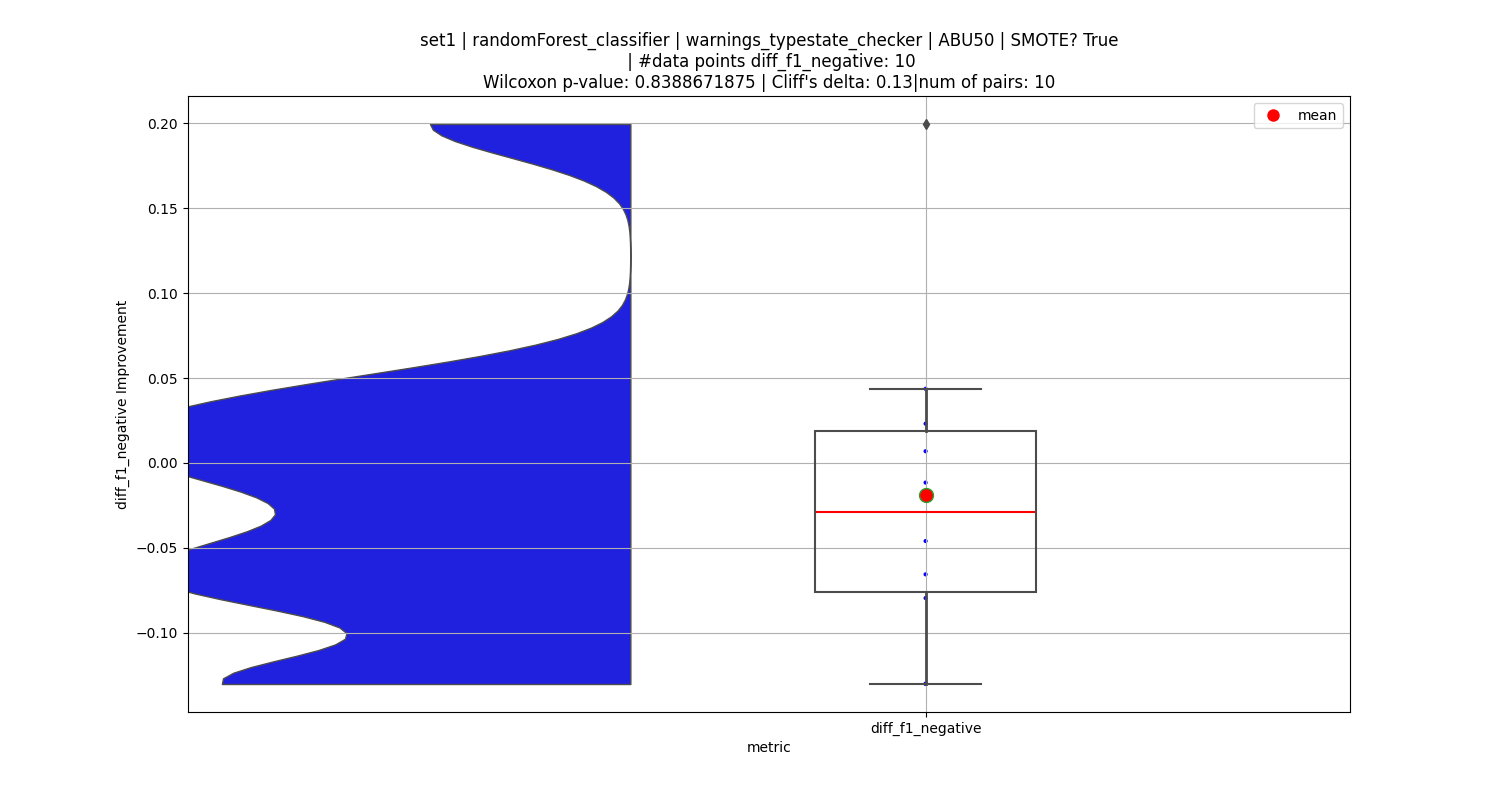 set1 | randomForest_classifier | warnings_typestate_checker | ABU50 | SMOTE? True
| #data points diff_f1_negative: 10
Wilcoxon p-value: 0.8388671875 | Cliff's delta: 0.13|num of pairs: 10
mean
0.20
0.15
0.10
0.05
0.00
−0.05
−0.10
diff_f1_negative Improvement
diff_f1_negative
metric